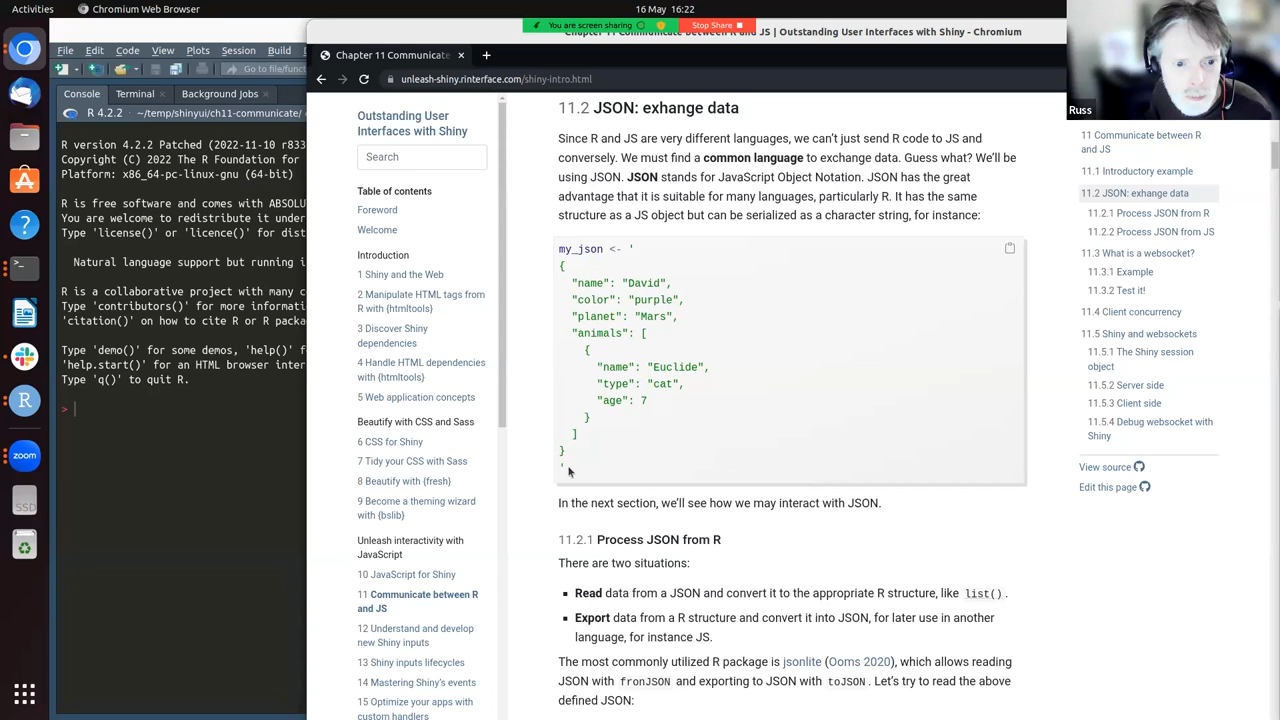 Activities
Chromium Web Browser
16 May 16:22
You are screen sharing
Stop Share
Chapter 11 Communicate between R and JS | Outstanding User Interfaces with Shiny - Chromium
File Edit Code View Plots Session Build
Go to file/func
Console Terminal Background Jobs
R 4.2.2 · ~/temp/shinyui/ch11-communicate/
R version 4.2.2 Patched (2022-11-10 r833
Copyright (C) 2022 The R Foundation for
Platform: x86_64-pc-linux-gnu (64-bit)
R is free software and comes with ABSOLU
You are welcome to redistribute it under
Type 'license()' or 'licence()' for dist
Natural language support but running i
R is a collaborative project with many c
Type 'contributors()' for more informati
'citation()' on how to cite R or R packa
Type 'demo()' for some demos, 'help()' f
'help.start()' for an HTML browser inter
Type 'q()' to quit R.
>
SSD
zoom
Chapter 11 Communicate
unleash-shiny.rinterface.com/shiny-intro.html
Outstanding User
Interfaces with Shiny
Search
Table of contents
Foreword
Welcome
Introduction
1 Shiny and the Web
2 Manipulate HTML tags from
R with {htmltools}
3 Discover Shiny
dependencies
4 Handle HTML dependencies
with {htmltools}
5 Web application concepts
Beautify with CSS and Sass
6 CSS for Shiny
7 Tidy your CSS with Sass
8 Beautify with {fresh}
9 Become a theming wizard
with {bslib}
Unleash interactivity with
JavaScript
10 JavaScript for Shiny
11 Communicate between R
and JS
12 Understand and develop
new Shiny inputs
13 Shiny inputs lifecycles
14 Mastering Shiny's events
15 Optimize your apps with
custom handlers
11.2 JSON: exhange data
Since R and JS are very different languages, we can't just send R code to JS and
conversely. We must find a common language to exchange data. Guess what? We'll be
using JSON. JSON stands for JavaScript Object Notation. JSON has the great
advantage that it is suitable for many languages, particularly R. It has the same
structure as a JS object but can be serialized as a character string, for instance:
my_json <- '
{
"name": "David",
"color": "purple",
"planet": "Mars",
"animals": [
{
"name": "Euclide",
"type": "cat",
"age": 7
}
]
}
'
In the next section, we'll see how we may interact with JSON.
11.2.1 Process JSON from R
There are two situations:
▪ Read data from a JSON and convert it to the appropriate R structure, like list().
▪ Export data from a R structure and convert it into JSON, for later use in another
language, for instance JS.
The most commonly utilized R package is jsonlite (Ooms 2020), which allows reading
JSON with fronJSON and exporting to JSON with toJSON. Let's try to read the above
defined JSON:
Russ
11 Communicate between R
and JS
11.1 Introductory example
11.2 JSON: exhange data
11.2.1 Process JSON from R
11.2.2 Process JSON from JS
11.3 What is a websocket?
11.3.1 Example
11.3.2 Test it!
11.4 Client concurrency
11.5 Shiny and websockets
11.5.1 The Shiny session
object
11.5.2 Server side
11.5.3 Client side
11.5.4 Debug websocket with
Shiny
View source
Edit this page